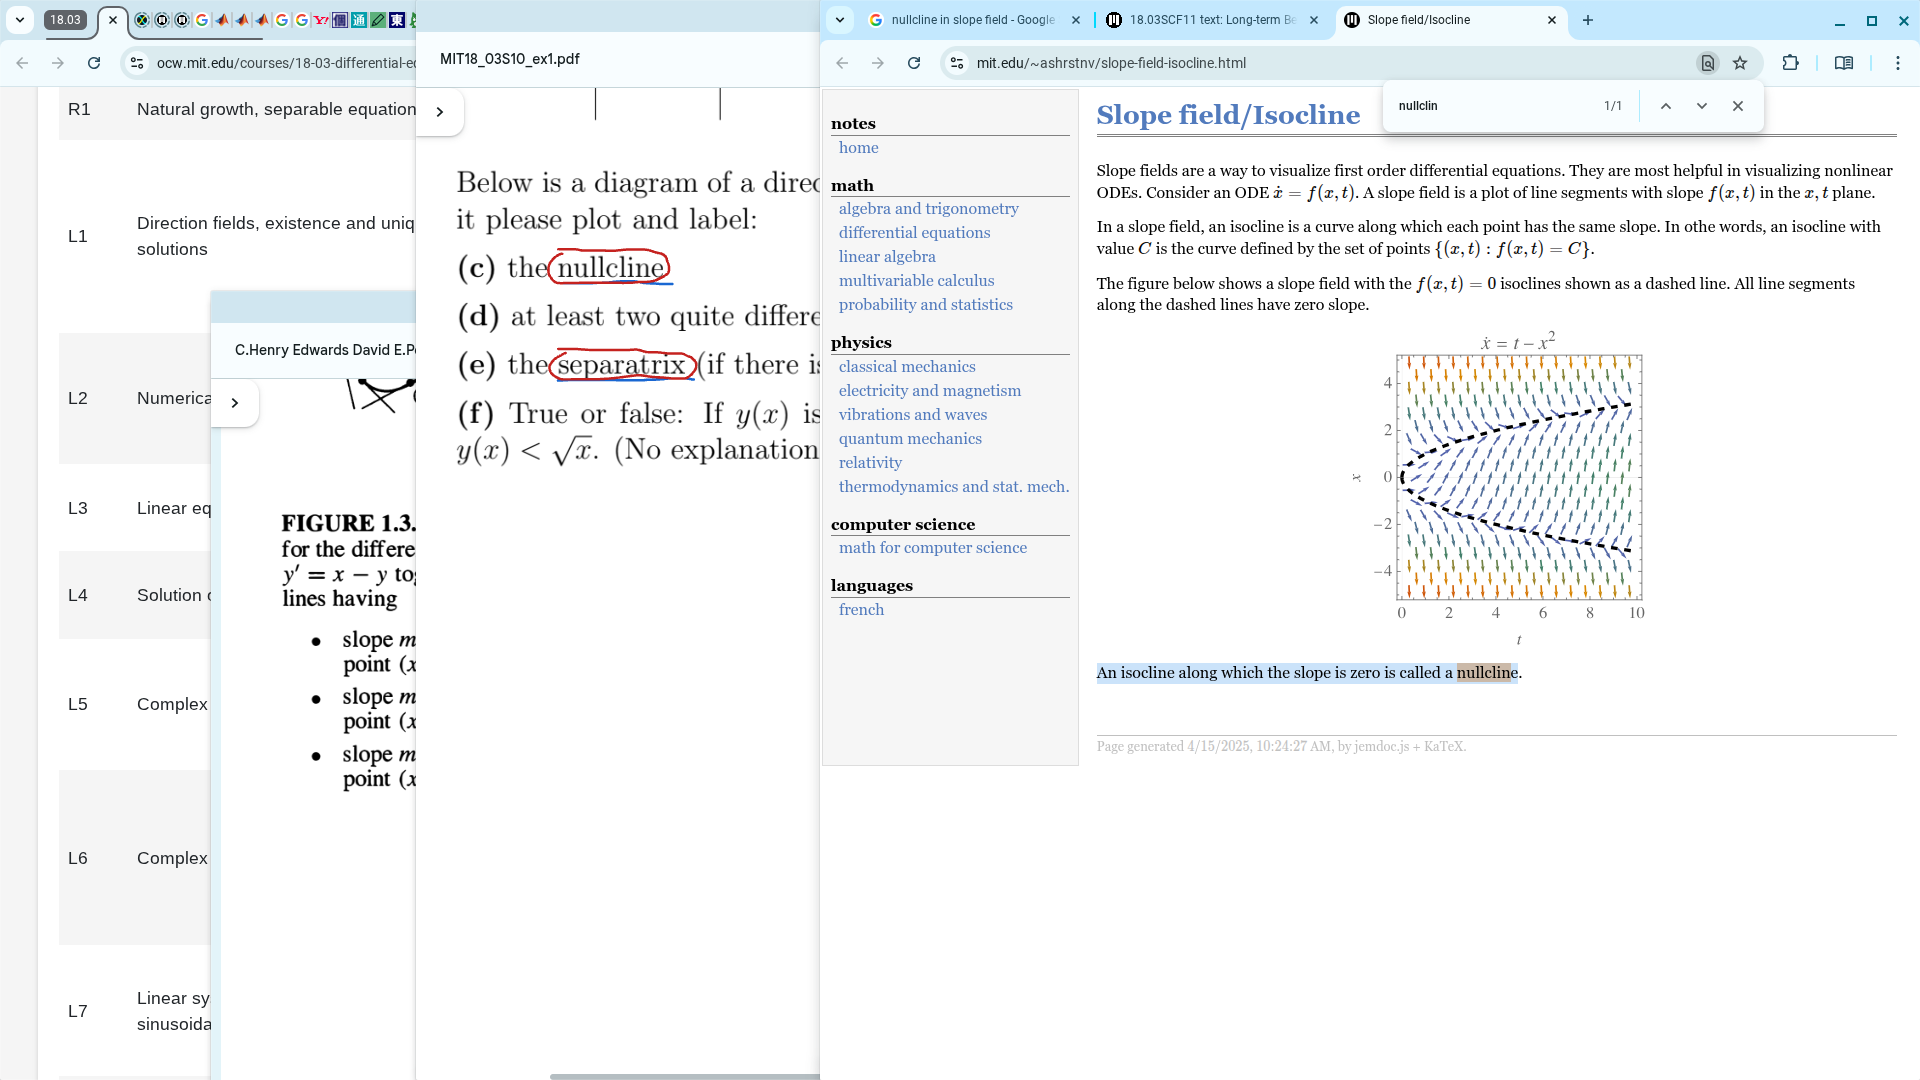 18.03
ocw.mit.edu/courses/18-03-differential-e
R1 Natural growth, separable equation
L1 Direction fields, existence and uniq
solutions
L2 Numerica
L3 Linear eq
L4 Solution
L5 Complex
L6 Complex
L7 Linear sy
sinusoida
C.Henry Edwards David E.P
FIGURE 1.3.
for the differe
y′ = x − y tog
lines having
• slope m
point (x
• slope m
point (x
• slope m
point (x
MIT18_03S10_ex1.pdf
Below is a diagram of a direc
it please plot and label:
(c) the nullcline
(d) at least two quite differe
(e) the separatrix (if there is
(f) True or false: If y(x) is
y(x) < √x. (No explanation
nullcline in slope field - Google
18.03SCF11 text: Long-term Be
Slope field/Isocline
mit.edu/~ashrstnv/slope-field-isocline.html
nullclin 1/1
notes
home
math
algebra and trigonometry
differential equations
linear algebra
multivariable calculus
probability and statistics
physics
classical mechanics
electricity and magnetism
vibrations and waves
quantum mechanics
relativity
thermodynamics and stat. mech.
computer science
math for computer science
languages
french
Slope field/Isocline
Slope fields are a way to visualize first order differential equations. They are most helpful in visualizing nonlinear
ODEs. Consider an ODE ẋ = f(x, t). A slope field is a plot of line segments with slope f(x, t) in the x, t plane.
In a slope field, an isocline is a curve along which each point has the same slope. In othe words, an isocline with
value C is the curve defined by the set of points {(x, t) : f(x, t) = C}.
The figure below shows a slope field with the f(x, t) = 0 isoclines shown as a dashed line. All line segments
along the dashed lines have zero slope.
ẋ = t − x²
4
2
0
−2
−4
x
0 2 4 6 8 10
t
An isocline along which the slope is zero is called a nullcline.
Page generated 4/15/2025, 10:24:27 AM, by jemdoc.js + KaTeX.